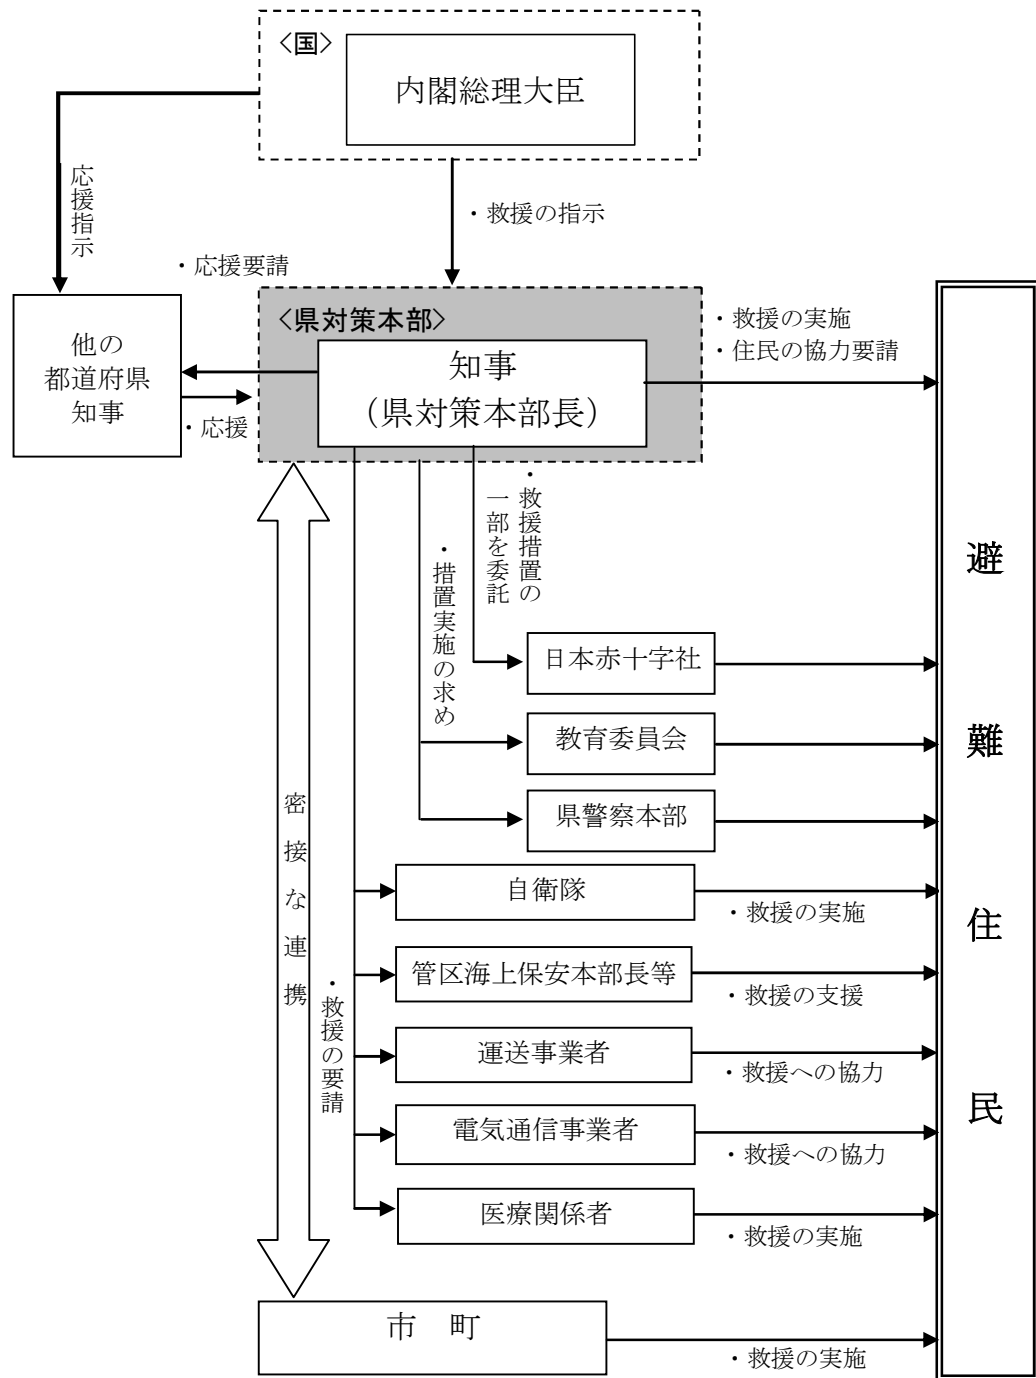 〈国〉
内閣総理大臣
応援指示
・救援の指示
・応援要請
〈県対策本部〉
・救援の実施
・住民の協力要請
他の
都道府県
知事
知事
（県対策本部長）
・応援
・救援措置の
一部を委託
・措置実施の求め
避難住民
日本赤十字社
教育委員会
県警察本部
密接な連携
自衛隊
・救援の実施
・救援の要請
管区海上保安本部長等
・救援の支援
運送事業者
・救援への協力
電気通信事業者
・救援への協力
医療関係者
・救援の実施
市　町
・救援の実施